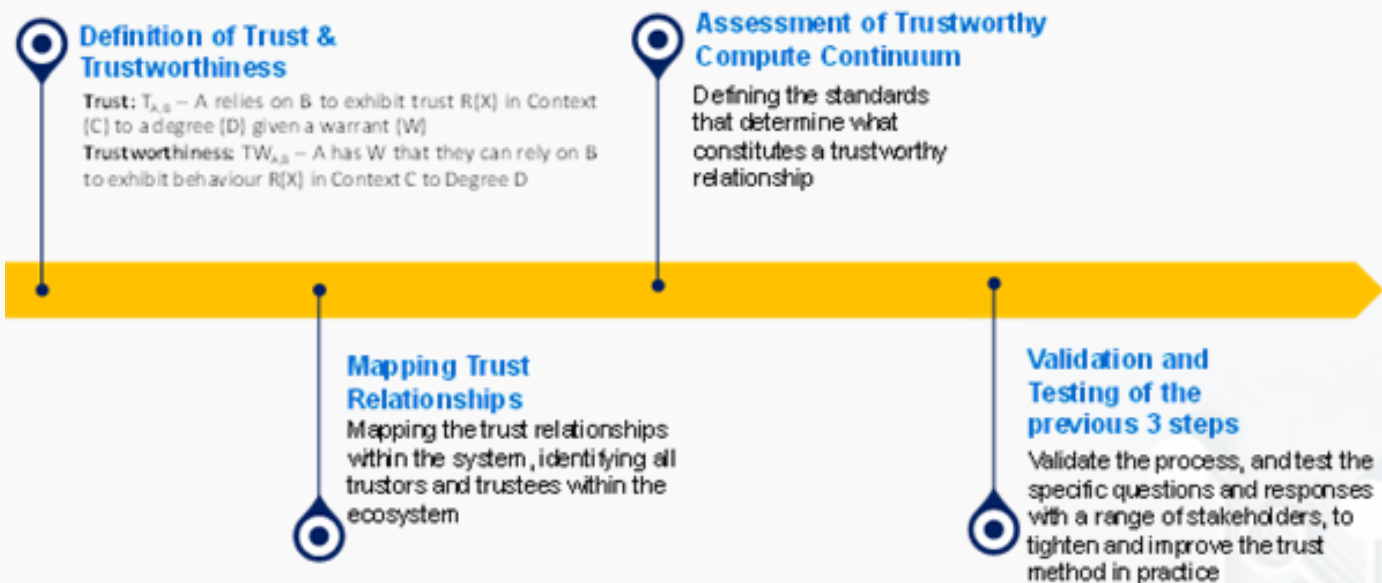 Definition of Trust &
Trustworthiness
Trust: T_A,B – A relies on B to exhibit trust R(X) in Context
(C) to a degree (D) given a warrant (W)
Trustworthiness: TW_A,B – A has W that they can rely on B
to exhibit behaviour R(X) in Context C to Degree D
Assessment of Trustworthy
Compute Continuum
Defining the standards
that determine what
constitutes a trustworthy
relationship
Mapping Trust
Relationships
Mapping the trust relationships
within the system, identifying all
trustors and trustees within the
ecosystem
Validation and
Testing of the
previous 3 steps
Validate the process, and test the
specific questions and responses
with a range of stakeholders, to
tighten and improve the trust
method in practice